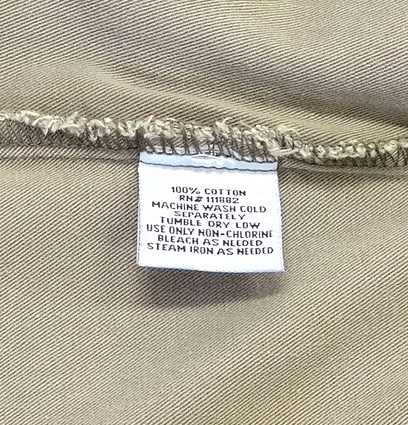 100% COTTON
RN# 111882
MACHINE WASH COLD
SEPARATELY
TUMBLE DRY LOW
USE ONLY NON-CHLORINE
BLEACH AS NEEDED
STEAM IRON AS NEEDED